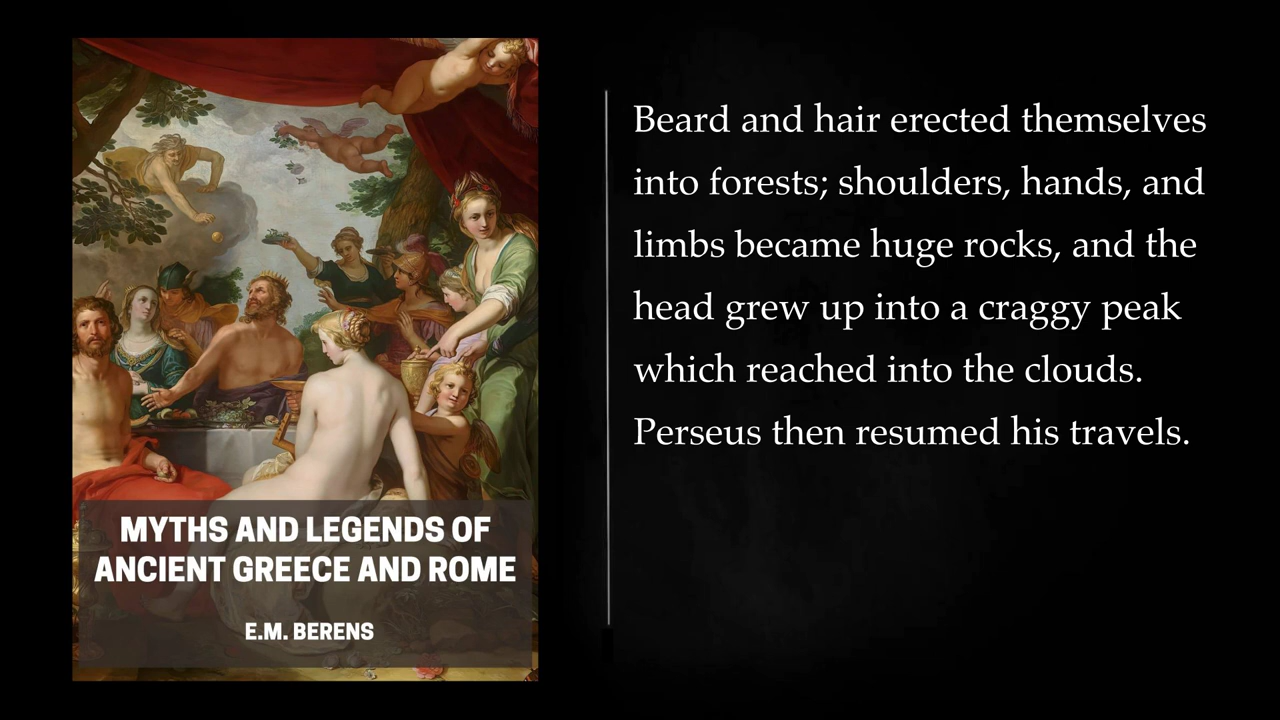 MYTHS AND LEGENDS OF
ANCIENT GREECE AND ROME
E.M. BERENS
Beard and hair erected themselves
into forests; shoulders, hands, and
limbs became huge rocks, and the
head grew up into a craggy peak
which reached into the clouds.
Perseus then resumed his travels.